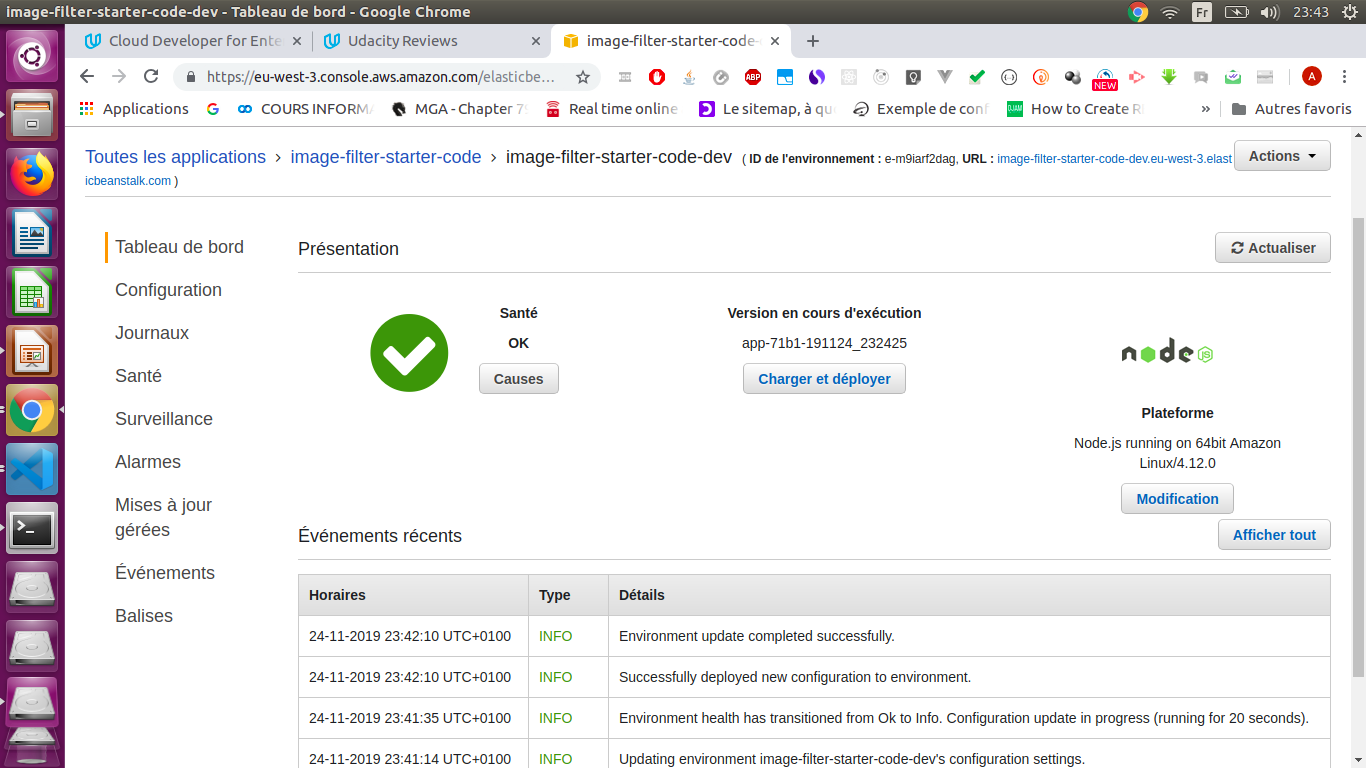 image-filter-starter-code-dev - Tableau de bord - Google Chrome
Fr
23:43
Cloud Developer for Ente
Udacity Reviews
image-filter-starter-code-
https://eu-west-3.console.aws.amazon.com/elasticbe…
ABP
NEW
A
Applications
COURS INFORMA
MGA - Chapter 79
Real time online
Le sitemap, à qu
Exemple de conf
DJAM
How to Create R
»
Autres favoris
Toutes les applications › image-filter-starter-code › image-filter-starter-code-dev ( ID de l'environnement : e-m9iarf2dag, URL : image-filter-starter-code-dev.eu-west-3.elast
icbeanstalk.com )
Actions
Tableau de bord
Configuration
Journaux
Santé
Surveillance
Alarmes
Mises à jour
gérées
Événements
Balises
Présentation
Actualiser
Santé
OK
Causes
Version en cours d'exécution
app-71b1-191124_232425
Charger et déployer
node JS
Plateforme
Node.js running on 64bit Amazon
Linux/4.12.0
Modification
Événements récents
Afficher tout
Horaires Type Détails
24-11-2019 23:42:10 UTC+0100 INFO Environment update completed successfully.
24-11-2019 23:42:10 UTC+0100 INFO Successfully deployed new configuration to environment.
24-11-2019 23:41:35 UTC+0100 INFO Environment health has transitioned from Ok to Info. Configuration update in progress (running for 20 seconds).
24-11-2019 23:41:14 UTC+0100 INFO Updating environment image-filter-starter-code-dev's configuration settings.